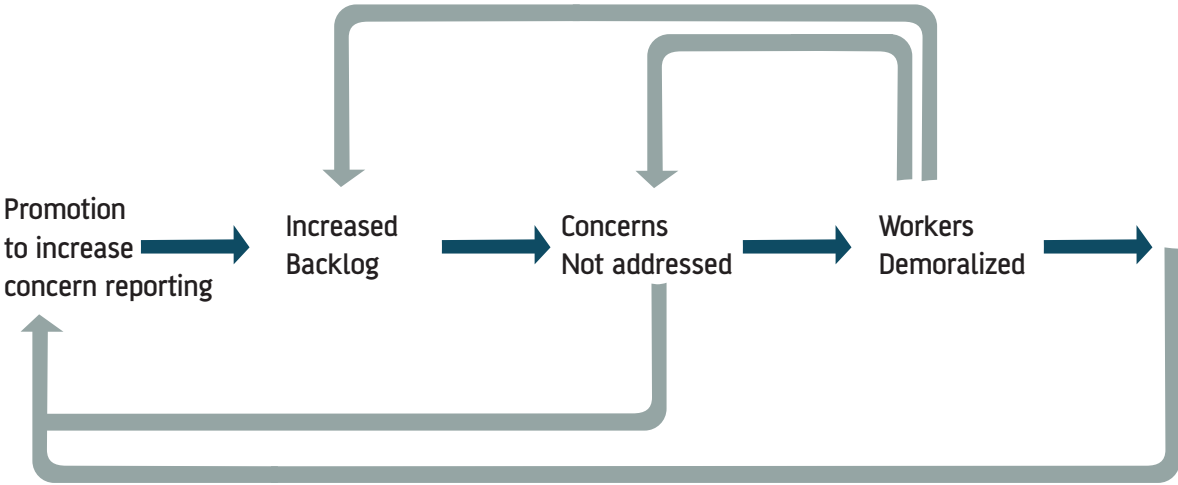 Promotion
to increase
concern reporting
Increased
Backlog
Concerns
Not addressed
Workers
Demoralized